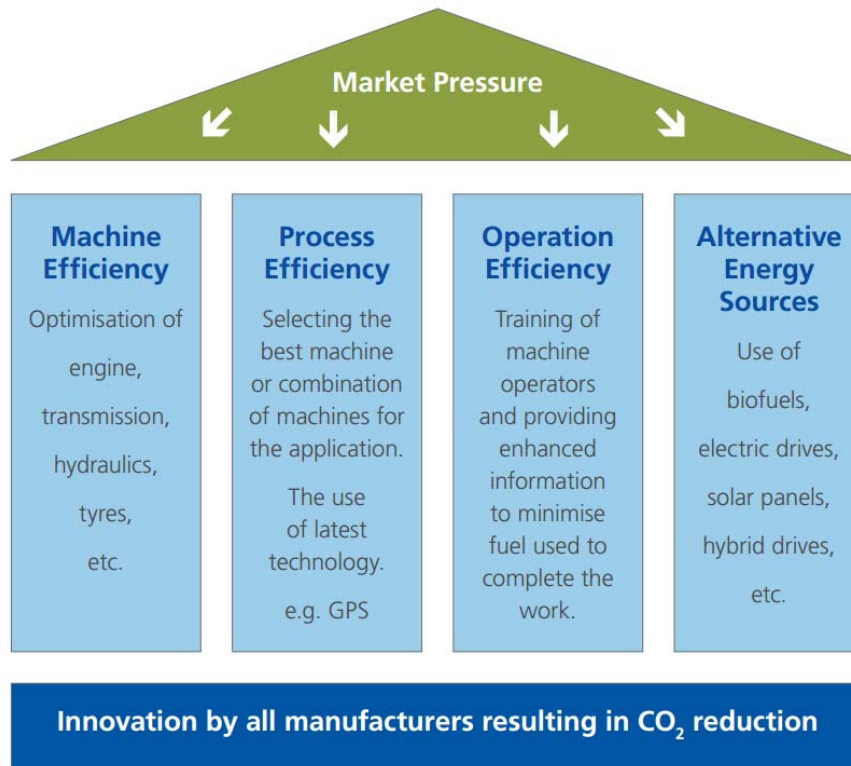 Market Pressure
Machine
Efficiency
Optimisation of
engine,
transmission,
hydraulics,
tyres,
etc.
Process
Efficiency
Selecting the
best machine
or combination
of machines for
the application.
The use
of latest
technology.
e.g. GPS
Operation
Efficiency
Training of
machine
operators
and providing
enhanced
information
to minimise
fuel used to
complete the
work.
Alternative
Energy
Sources
Use of
biofuels,
electric drives,
solar panels,
hybrid drives,
etc.
Innovation by all manufacturers resulting in CO₂ reduction